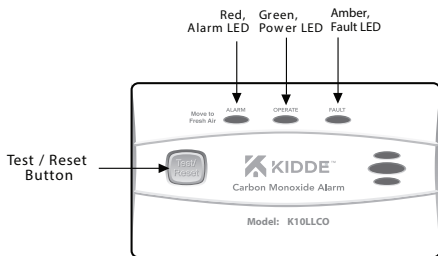 Red,
Alarm LED
Green,
Power LED
Amber,
Fault LED
Move to
Fresh Air
ALARM
OPERATE
FAULT
Test / Reset
Button
Test/
Reset
KIDDE™
Carbon Monoxide Alarm
Model: K10LLCO